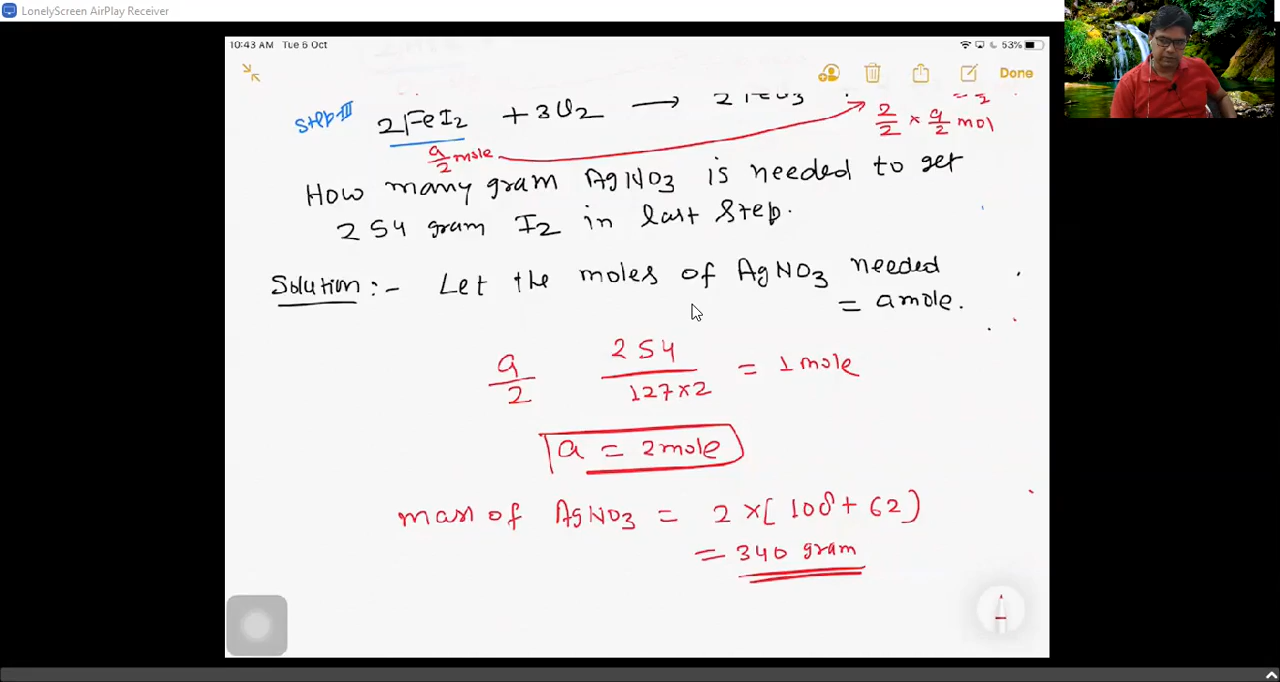 LonelyScreen AirPlay Receiver
10:43 AM Tue 6 Oct
53%
Done
Step III 2FeI2 + 3Cl2 →
a/2 mole
2/2 × a/2 mol
How many gram AgNO3 is needed to get
254 gram I2 in last step.
Solution :- Let the moles of AgNO3 needed
= a mole.
a/2 254/127×2 = 1 mole
a = 2 mole
mass of AgNO3 = 2 × [108 + 62)
= 340 gram